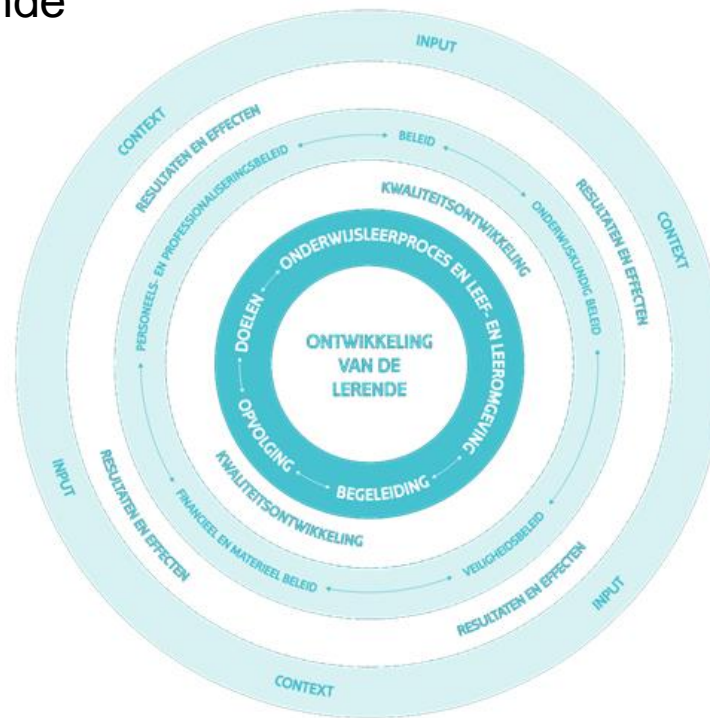 INPUT
CONTEXT
RESULTATEN EN EFFECTEN
BELEID
PERSONEELS- EN PROFESSIONALISERINGSBELEID
KWALITEITSONTWIKKELING
ONDERWIJSKUNDIG BELEID
RESULTATEN EN EFFECTEN
CONTEXT
ONDERWIJSLEERPROCES EN LEEF- EN LEEROMGEVING
DOELEN
ONTWIKKELING
VAN DE
LERENDE
OPVOLGING
BEGELEIDING
KWALITEITSONTWIKKELING
INPUT
RESULTATEN EN EFFECTEN
FINANCIEEL EN MATERIEEL BELEID
VEILIGHEIDSBELEID
RESULTATEN EN EFFECTEN
INPUT
CONTEXT